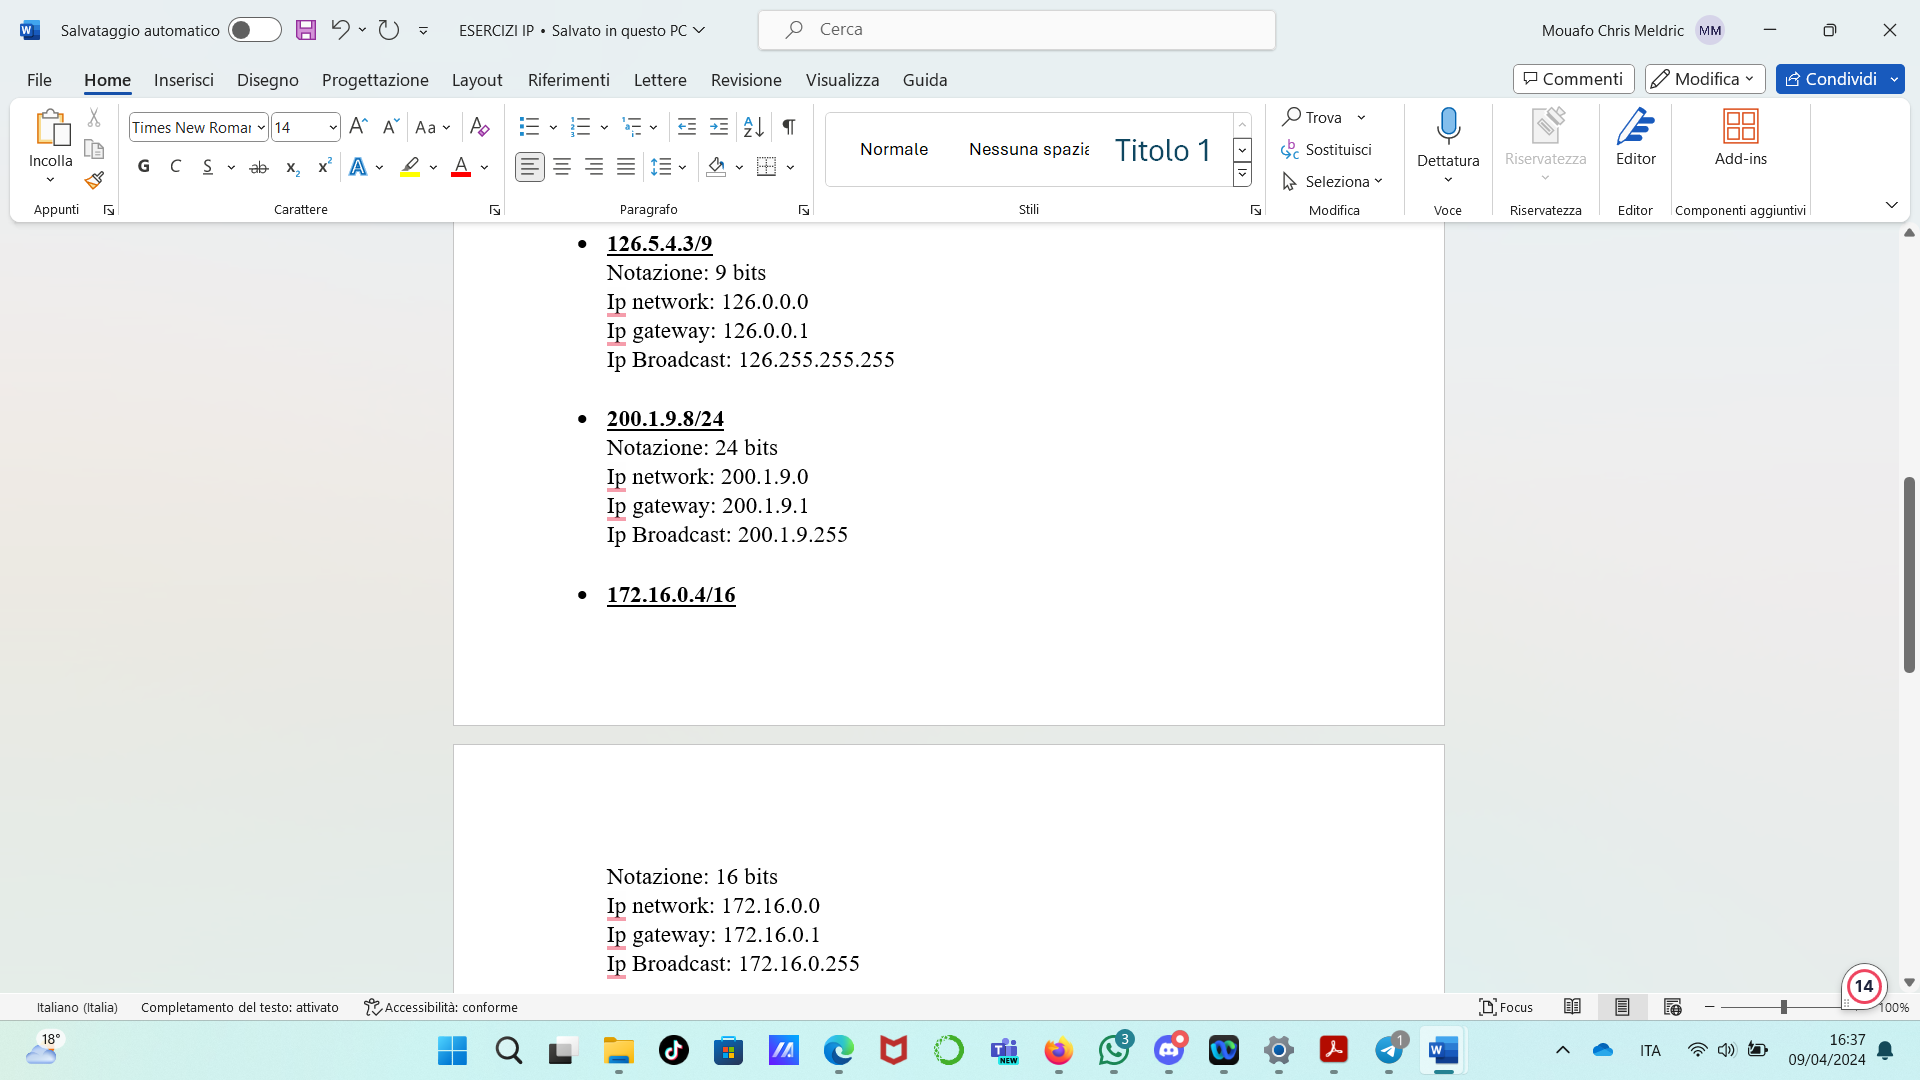 Salvataggio automatico
ESERCIZI IP • Salvato in questo PC
Cerca
Mouafo Chris Meldric
MM
File
Home
Inserisci
Disegno
Progettazione
Layout
Riferimenti
Lettere
Revisione
Visualizza
Guida
Commenti
Modifica
Condividi
Incolla
Appunti
Times New Roman
14
Aa
G C S ab x₂ x² A A
Carattere
Paragrafo
Normale
Nessuna spazia
Titolo 1
Stili
Trova
Sostituisci
Seleziona
Modifica
Dettatura
Voce
Riservatezza
Riservatezza
Editor
Editor
Add-ins
Componenti aggiuntivi
126.5.4.3/9
Notazione: 9 bits
Ip network: 126.0.0.0
Ip gateway: 126.0.0.1
Ip Broadcast: 126.255.255.255
200.1.9.8/24
Notazione: 24 bits
Ip network: 200.1.9.0
Ip gateway: 200.1.9.1
Ip Broadcast: 200.1.9.255
172.16.0.4/16
Notazione: 16 bits
Ip network: 172.16.0.0
Ip gateway: 172.16.0.1
Ip Broadcast: 172.16.0.255
14
Italiano (Italia)
Completamento del testo: attivato
Accessibilità: conforme
Focus
100%
18°
NEW
3
1
ITA
16:37
09/04/2024